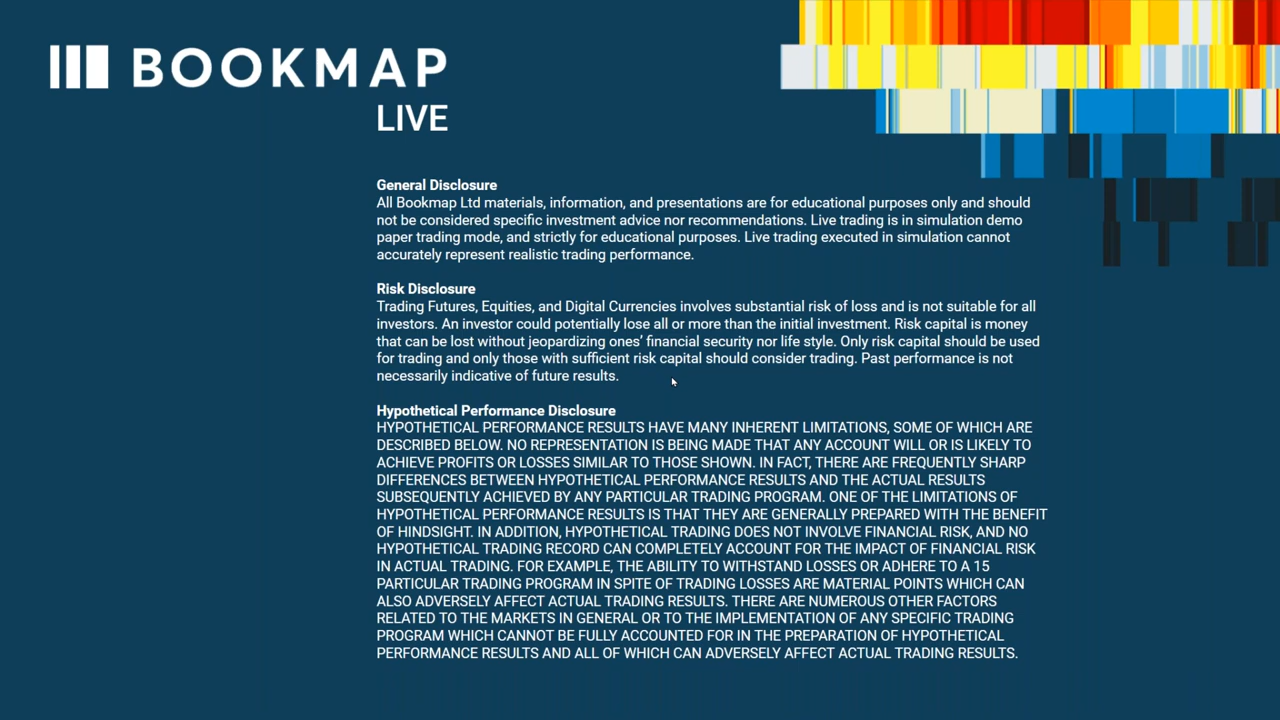 BOOKMAP
LIVE
General Disclosure
All Bookmap Ltd materials, information, and presentations are for educational purposes only and should
not be considered specific investment advice nor recommendations. Live trading is in simulation demo
paper trading mode, and strictly for educational purposes. Live trading executed in simulation cannot
accurately represent realistic trading performance.
Risk Disclosure
Trading Futures, Equities, and Digital Currencies involves substantial risk of loss and is not suitable for all
investors. An investor could potentially lose all or more than the initial investment. Risk capital is money
that can be lost without jeopardizing ones’ financial security nor life style. Only risk capital should be used
for trading and only those with sufficient risk capital should consider trading. Past performance is not
necessarily indicative of future results.
Hypothetical Performance Disclosure
HYPOTHETICAL PERFORMANCE RESULTS HAVE MANY INHERENT LIMITATIONS, SOME OF WHICH ARE
DESCRIBED BELOW. NO REPRESENTATION IS BEING MADE THAT ANY ACCOUNT WILL OR IS LIKELY TO
ACHIEVE PROFITS OR LOSSES SIMILAR TO THOSE SHOWN. IN FACT, THERE ARE FREQUENTLY SHARP
DIFFERENCES BETWEEN HYPOTHETICAL PERFORMANCE RESULTS AND THE ACTUAL RESULTS
SUBSEQUENTLY ACHIEVED BY ANY PARTICULAR TRADING PROGRAM. ONE OF THE LIMITATIONS OF
HYPOTHETICAL PERFORMANCE RESULTS IS THAT THEY ARE GENERALLY PREPARED WITH THE BENEFIT
OF HINDSIGHT. IN ADDITION, HYPOTHETICAL TRADING DOES NOT INVOLVE FINANCIAL RISK, AND NO
HYPOTHETICAL TRADING RECORD CAN COMPLETELY ACCOUNT FOR THE IMPACT OF FINANCIAL RISK
IN ACTUAL TRADING. FOR EXAMPLE, THE ABILITY TO WITHSTAND LOSSES OR ADHERE TO A 15
PARTICULAR TRADING PROGRAM IN SPITE OF TRADING LOSSES ARE MATERIAL POINTS WHICH CAN
ALSO ADVERSELY AFFECT ACTUAL TRADING RESULTS. THERE ARE NUMEROUS OTHER FACTORS
RELATED TO THE MARKETS IN GENERAL OR TO THE IMPLEMENTATION OF ANY SPECIFIC TRADING
PROGRAM WHICH CANNOT BE FULLY ACCOUNTED FOR IN THE PREPARATION OF HYPOTHETICAL
PERFORMANCE RESULTS AND ALL OF WHICH CAN ADVERSELY AFFECT ACTUAL TRADING RESULTS.